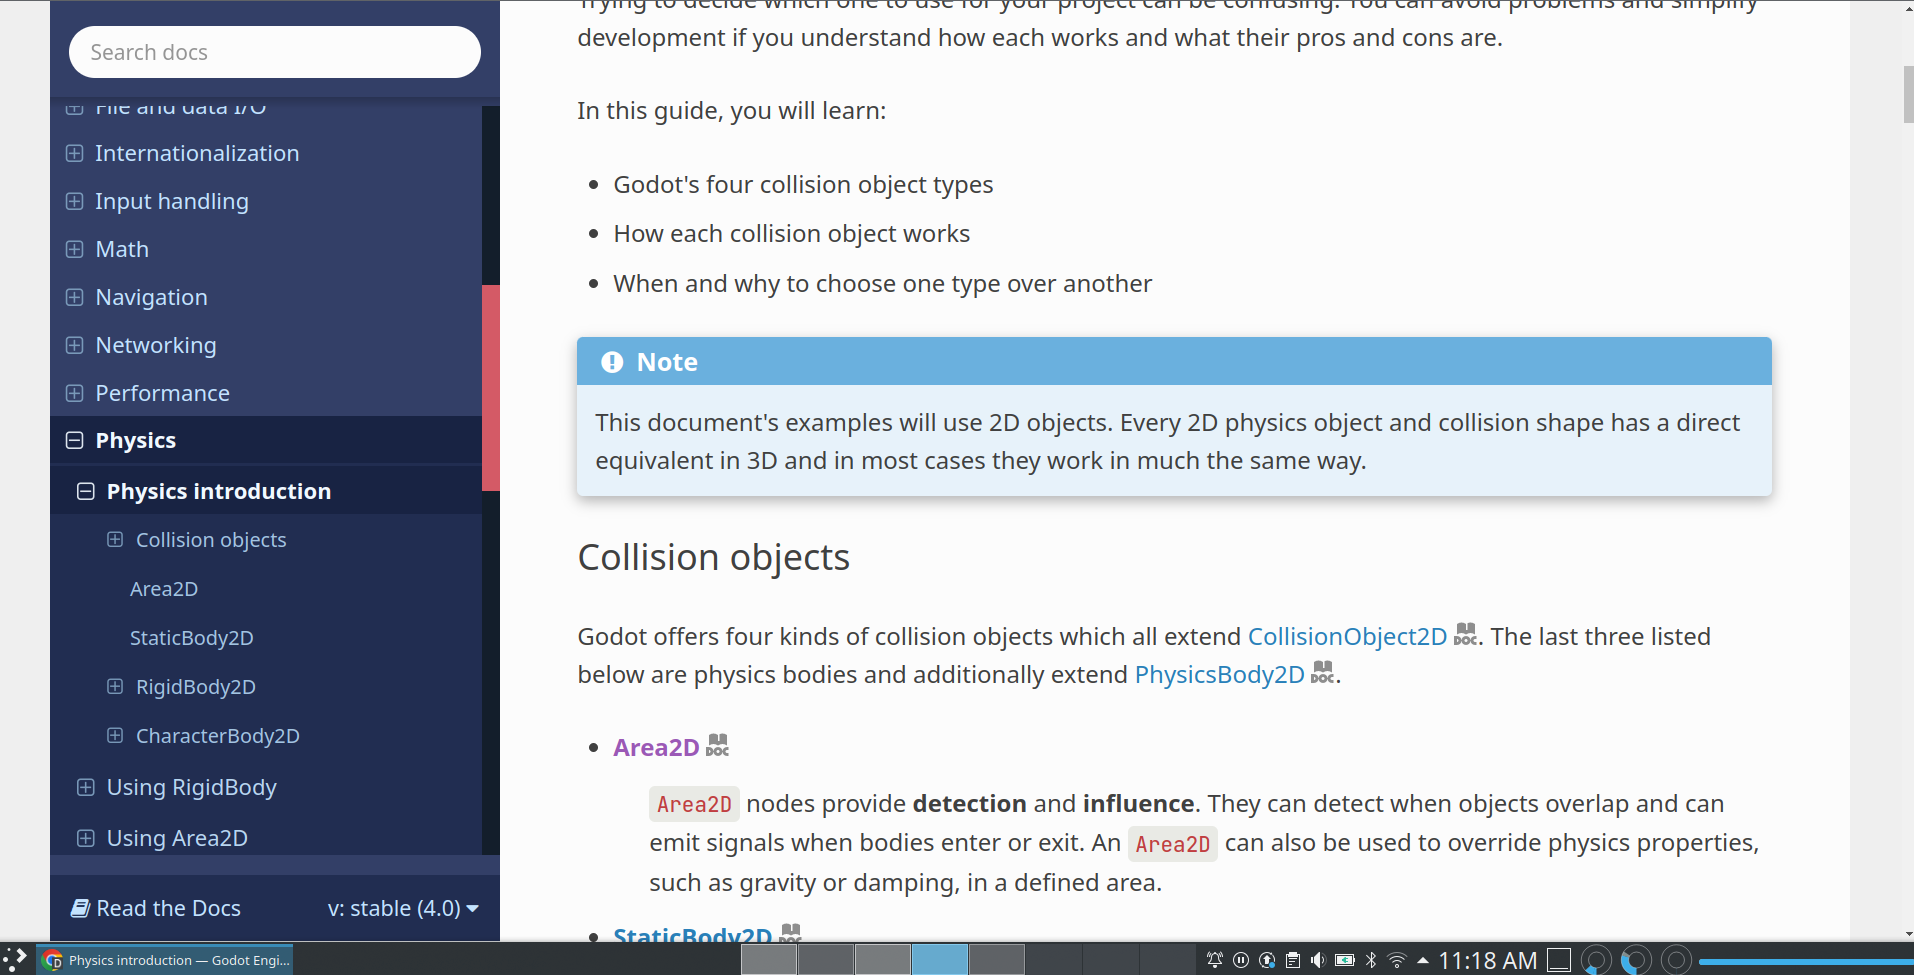 Search docs
File and data I/O
Internationalization
Input handling
Math
Navigation
Networking
Performance
Physics
Physics introduction
Collision objects
Area2D
StaticBody2D
RigidBody2D
CharacterBody2D
Using RigidBody
Using Area2D
Read the Docs
v: stable (4.0)
Trying to decide which one to use for your project can be confusing. You can avoid problems and simplify
development if you understand how each works and what their pros and cons are.
In this guide, you will learn:
Godot's four collision object types
How each collision object works
When and why to choose one type over another
Note
This document's examples will use 2D objects. Every 2D physics object and collision shape has a direct
equivalent in 3D and in most cases they work in much the same way.
Collision objects
Godot offers four kinds of collision objects which all extend CollisionObject2D DOC. The last three listed
below are physics bodies and additionally extend PhysicsBody2D DOC.
Area2D DOC
Area2D nodes provide detection and influence. They can detect when objects overlap and can
emit signals when bodies enter or exit. An Area2D can also be used to override physics properties,
such as gravity or damping, in a defined area.
StaticBody2D DOC
Physics introduction — Godot Engi...
11:18 AM